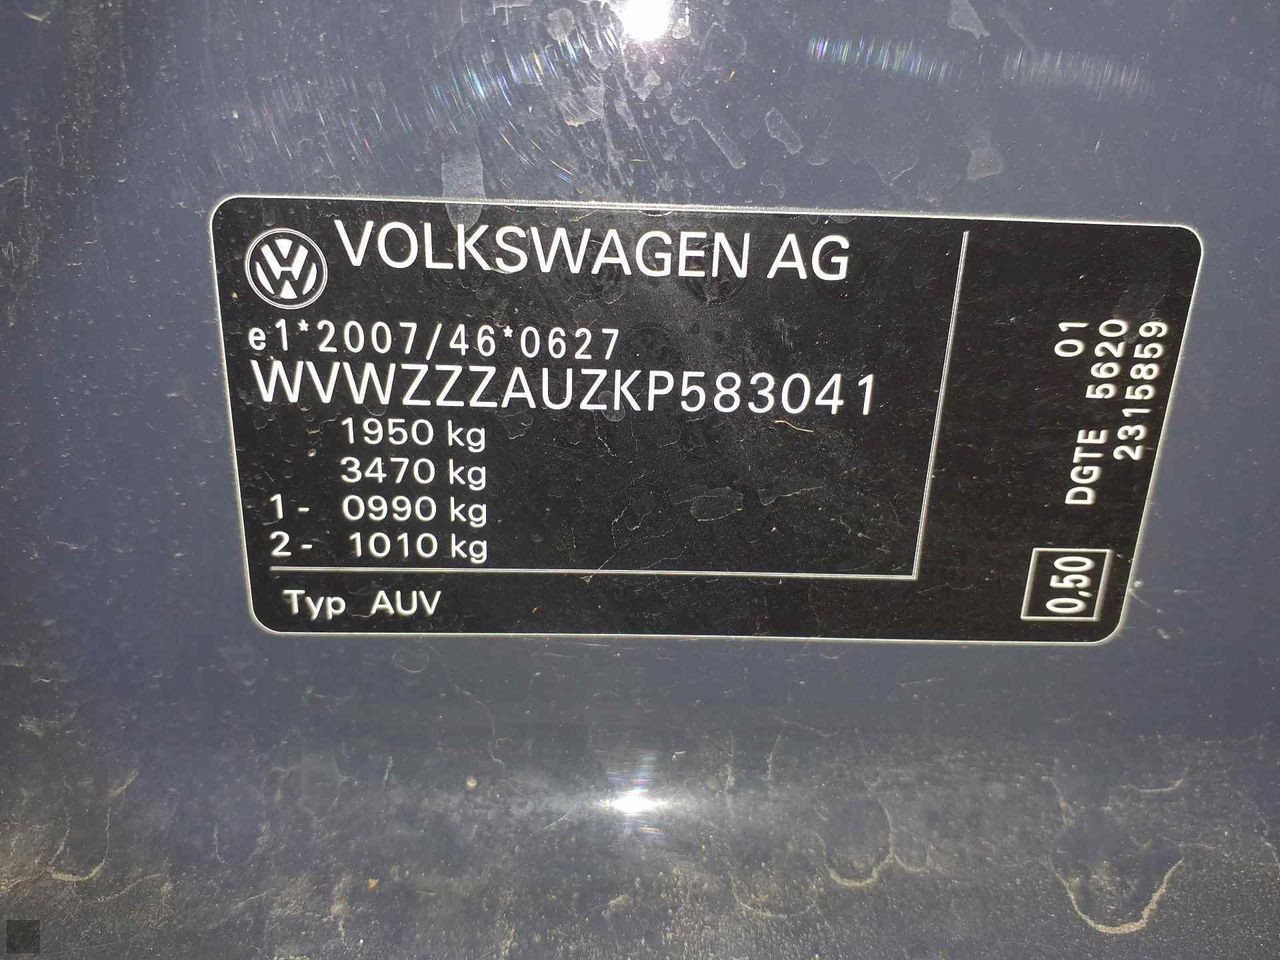 VOLKSWAGEN AG
e1*2007/46*0627
WVWZZZAUZKP583041
1950 kg
3470 kg
1- 0990 kg
2- 1010 kg
Typ AUV
01
DGTE 5620
2315859
0,50